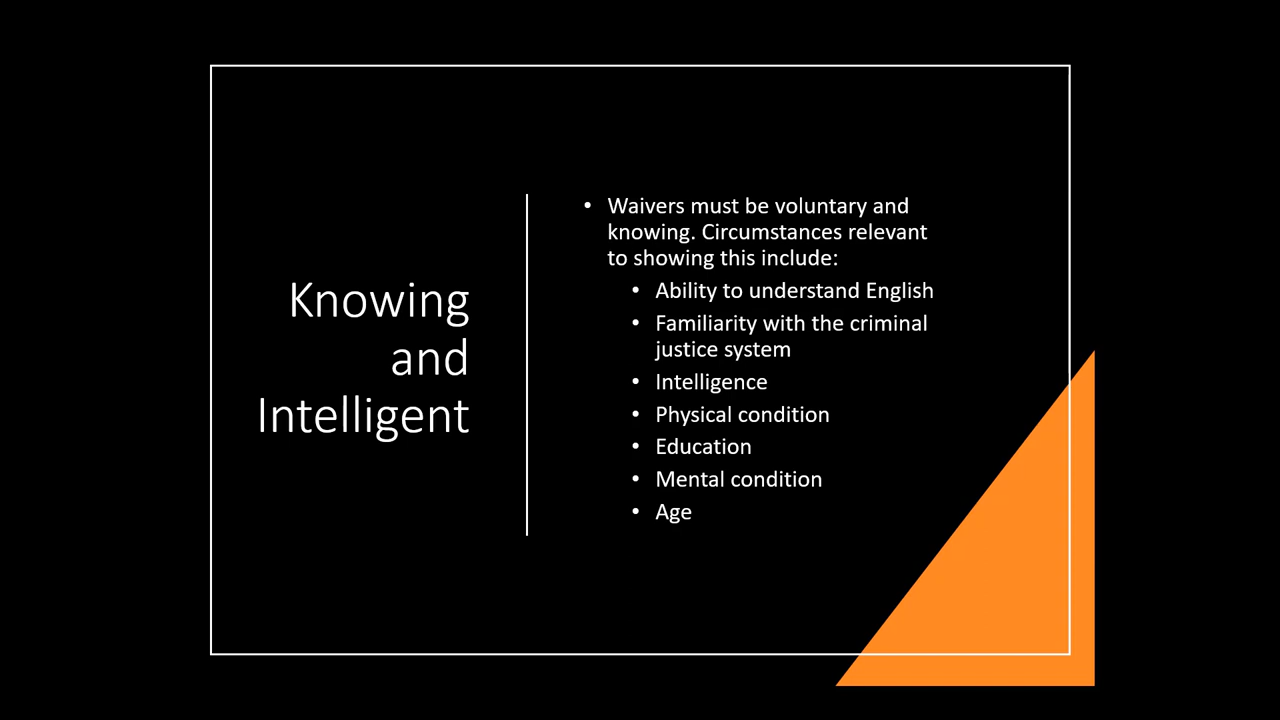 Knowing
and
Intelligent
• Waivers must be voluntary and
knowing. Circumstances relevant
to showing this include:
• Ability to understand English
• Familiarity with the criminal
justice system
• Intelligence
• Physical condition
• Education
• Mental condition
• Age